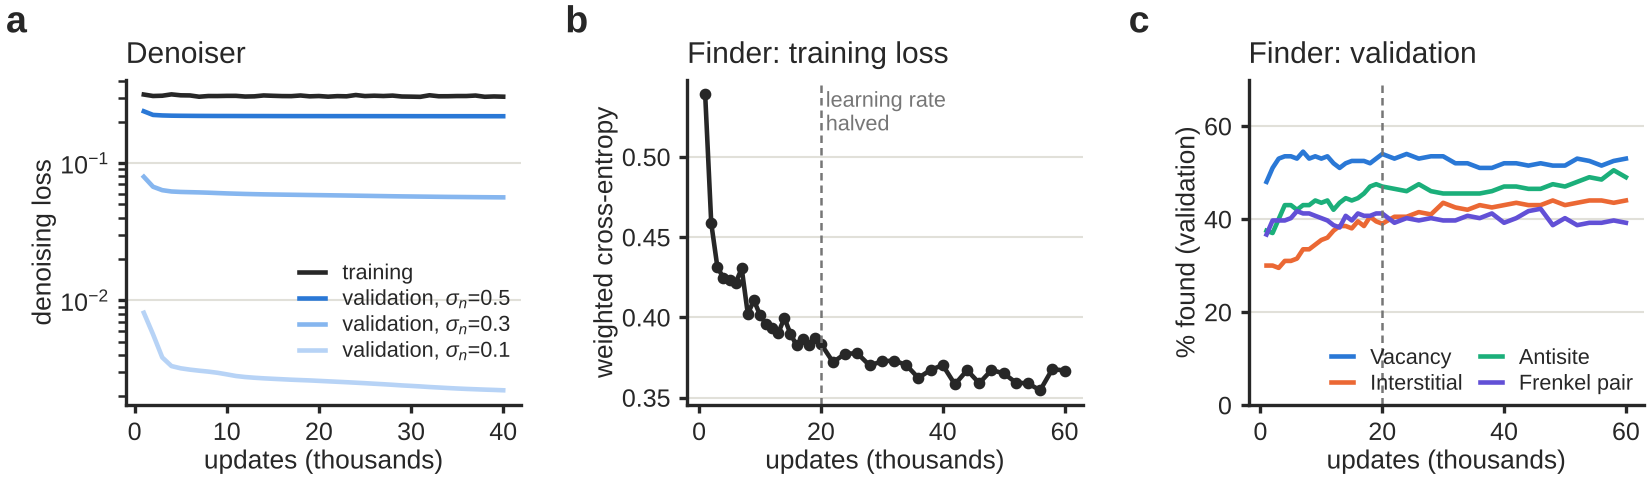 a
Denoiser
denoising loss
10⁻¹
10⁻²
training
validation, σₙ=0.5
validation, σₙ=0.3
validation, σₙ=0.1
0 10 20 30 40
updates (thousands)
b
Finder: training loss
weighted cross-entropy
learning rate
halved
0.50
0.45
0.40
0.35
0 20 40 60
updates (thousands)
c
Finder: validation
% found (validation)
60
40
20
0
Vacancy Antisite
Interstitial Frenkel pair
0 20 40 60
updates (thousands)